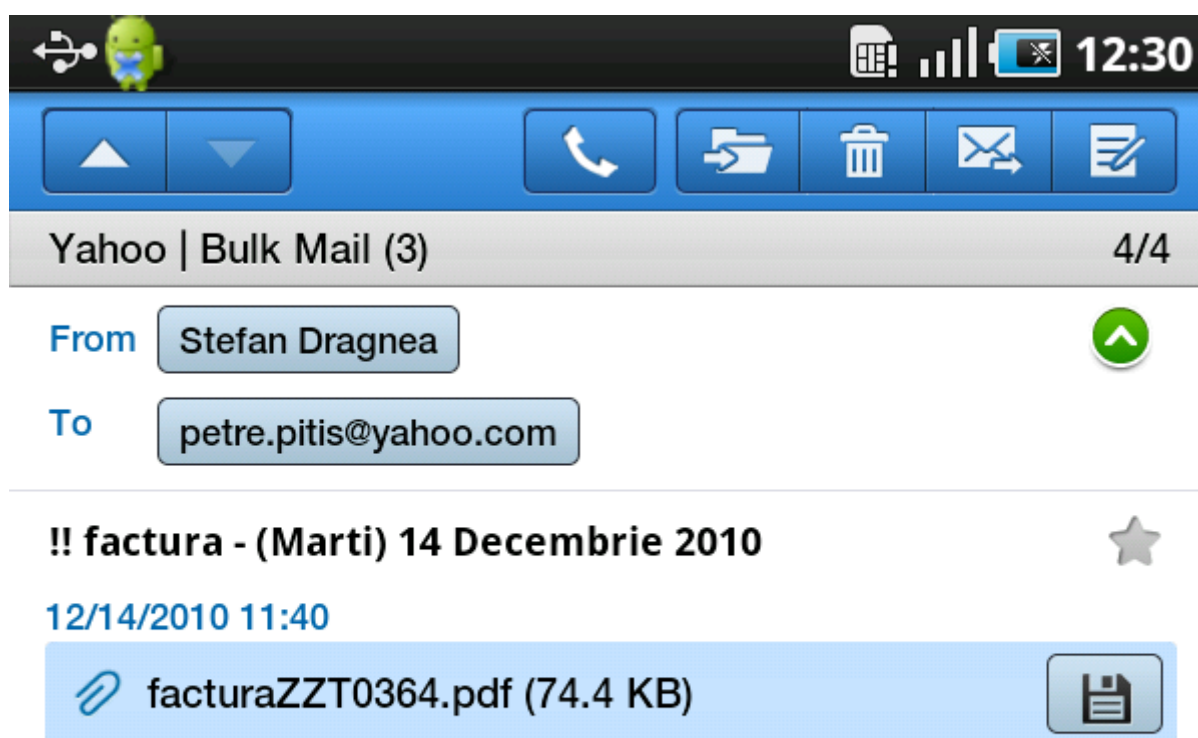 12:30
Yahoo | Bulk Mail (3) 4/4
From Stefan Dragnea
To petre.pitis@yahoo.com
!! factura - (Marti) 14 Decembrie 2010
12/14/2010 11:40
facturaZZT0364.pdf (74.4 KB)